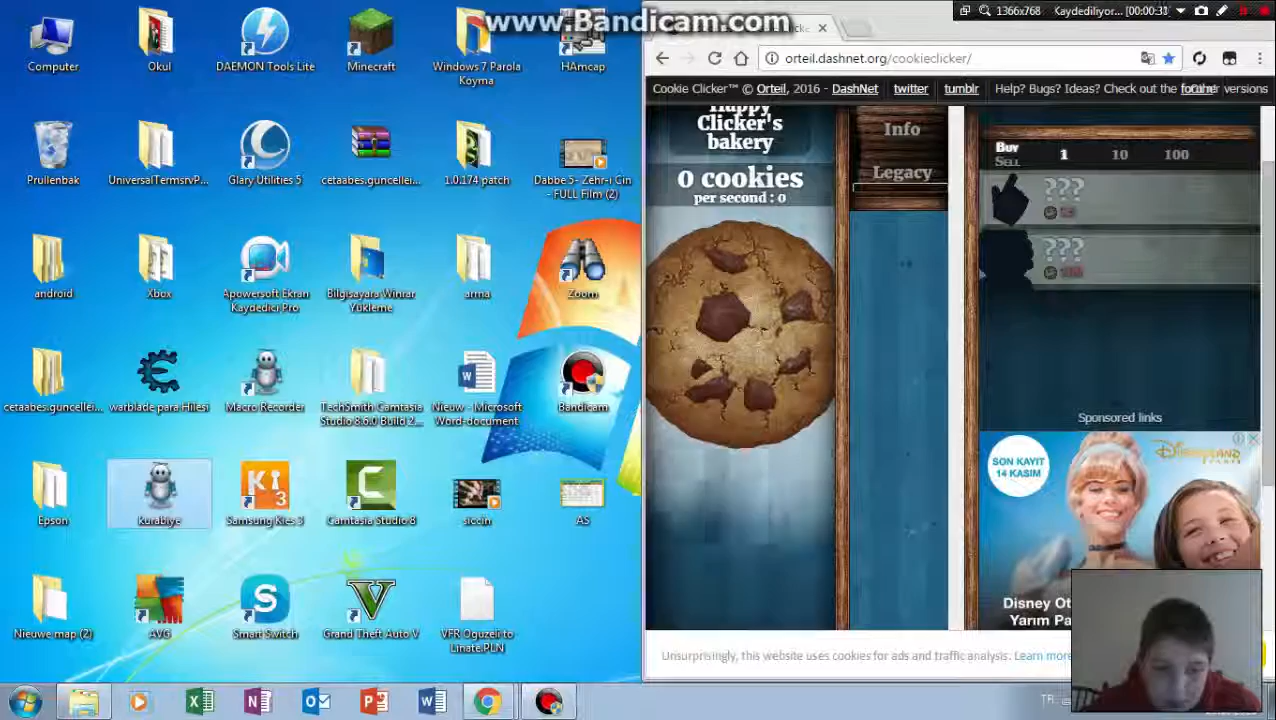 www.Bandicam.com
1366x768 Kaydediliyor... [00:00:31]
Computer
Okul
DAEMON Tools Lite
Minecraft
Windows 7 Parola
Koyma
HAmcap
Prullenbak
UniversalTermsrvP...
Glary Utilities 5
cetaabes.guncellei...
1.0.174 patch
Dabbe 5- Zehr-i Cin
- FULL Film (2)
android
Xbox
Apowersoft Ekran
Kaydedici Pro
Bilgisayara Winrar
Yükleme
arma
Zoom
cetaabes.guncellei...
warblade para Hilesi
Macro Recorder
TechSmith Camtasia
Studio 8.6.0 Build 2...
Nieuw - Microsoft
Word-document
Bandicam
Epson
kurabiye
Samsung Kies 3
Camtasia Studio 8
siccin
AS
Nieuwe map (2)
AVG
Smart Switch
Grand Theft Auto V
VFR Oguzeli to
Linate.PLN
orteil.dashnet.org/cookieclicker/
Cookie Clicker™ © Orteil, 2016 - DashNet twitter tumblr Help? Bugs? Ideas? Check out the versions
Happy
Clicker's
bakery
0 cookies
per second : 0
Info
Legacy
Buy
Sell
1 10 100
???
???
Sponsored links
SON KAYIT
14 KASIM
DISNEYLAND
PARIS
Disney Ot
Yarım Pa
Unsurprisingly, this website uses cookies for ads and traffic analysis. Learn more
TR